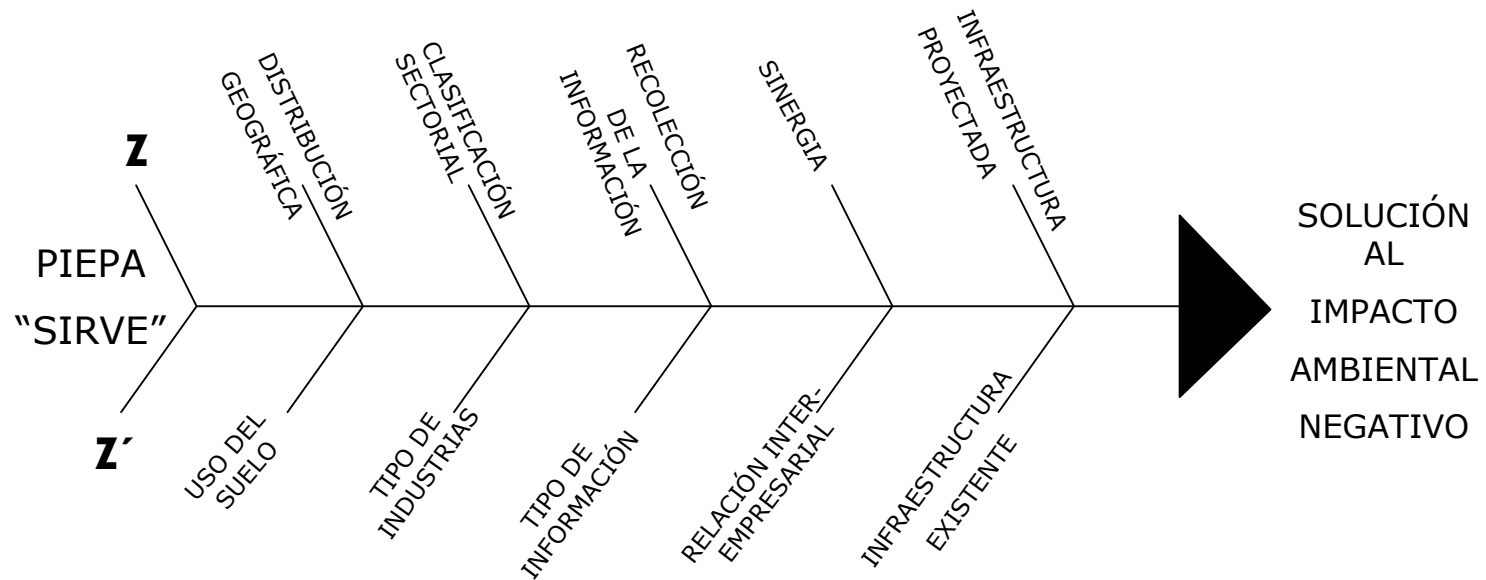 Z
DISTRIBUCIÓN
GEOGRÁFICA
CLASIFICACIÓN
SECTORIAL
RECOLECCIÓN
DE LA
INFORMACIÓN
SINERGIA
INFRAESTRUCTURA
PROYECTADA
PIEPA
“SIRVE”
SOLUCIÓN
AL
IMPACTO
AMBIENTAL
NEGATIVO
Z´
USO DEL
SUELO
TIPO DE
INDUSTRIAS
TIPO DE
INFORMACIÓN
RELACIÓN INTER-
EMPRESARIAL
INFRAESTRUCTURA
EXISTENTE